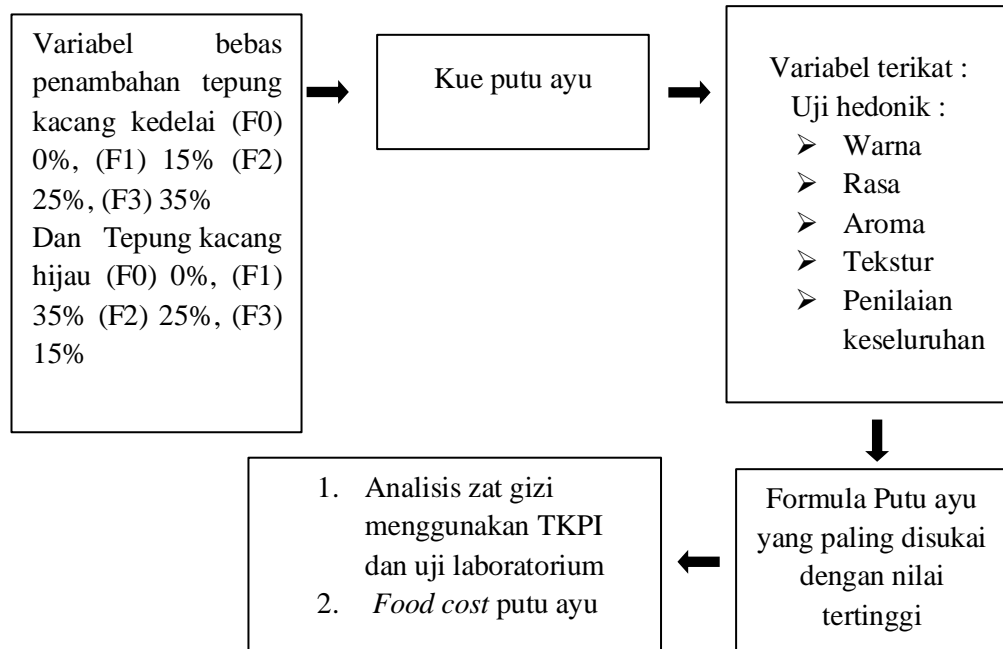 Variabel bebas
penambahan tepung
kacang kedelai (F0)
0%, (F1) 15% (F2)
25%, (F3) 35%
Dan Tepung kacang
hijau (F0) 0%, (F1)
35% (F2) 25%, (F3)
15%
Kue putu ayu
Variabel terikat :
Uji hedonik :
➢ Warna
➢ Rasa
➢ Aroma
➢ Tekstur
➢ Penilaian
keseluruhan
Formula Putu ayu
yang paling disukai
dengan nilai
tertinggi
1. Analisis zat gizi
menggunakan TKPI
dan uji laboratorium
2. Food cost putu ayu